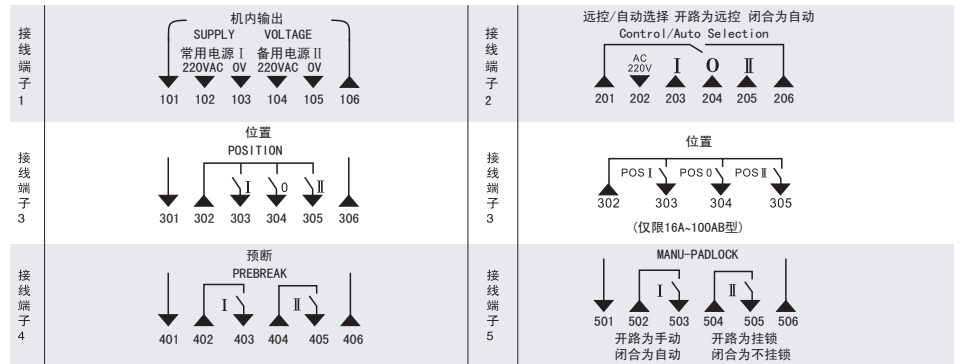 接线端子1
机内输出
SUPPLY VOLTAGE
常用电源 I 备用电源 II
220VAC 0V 220VAC 0V
101 102 103 104 105 106
接线端子2
远控/自动选择 开路为远控 闭合为自动
Control/Auto Selection
AC
220V
I O II
201 202 203 204 205 206
接线端子3
位置
POSITION
I 0 II
301 302 303 304 305 306
接线端子3
位置
POS I POS 0 POS II
302 303 304 305
(仅限16A~100AB型)
接线端子4
预断
PREBREAK
I II
401 402 403 404 405 406
接线端子5
MANU-PADLOCK
I II
501 502 503 504 505 506
开路为手动 开路为挂锁
闭合为自动 闭合为不挂锁